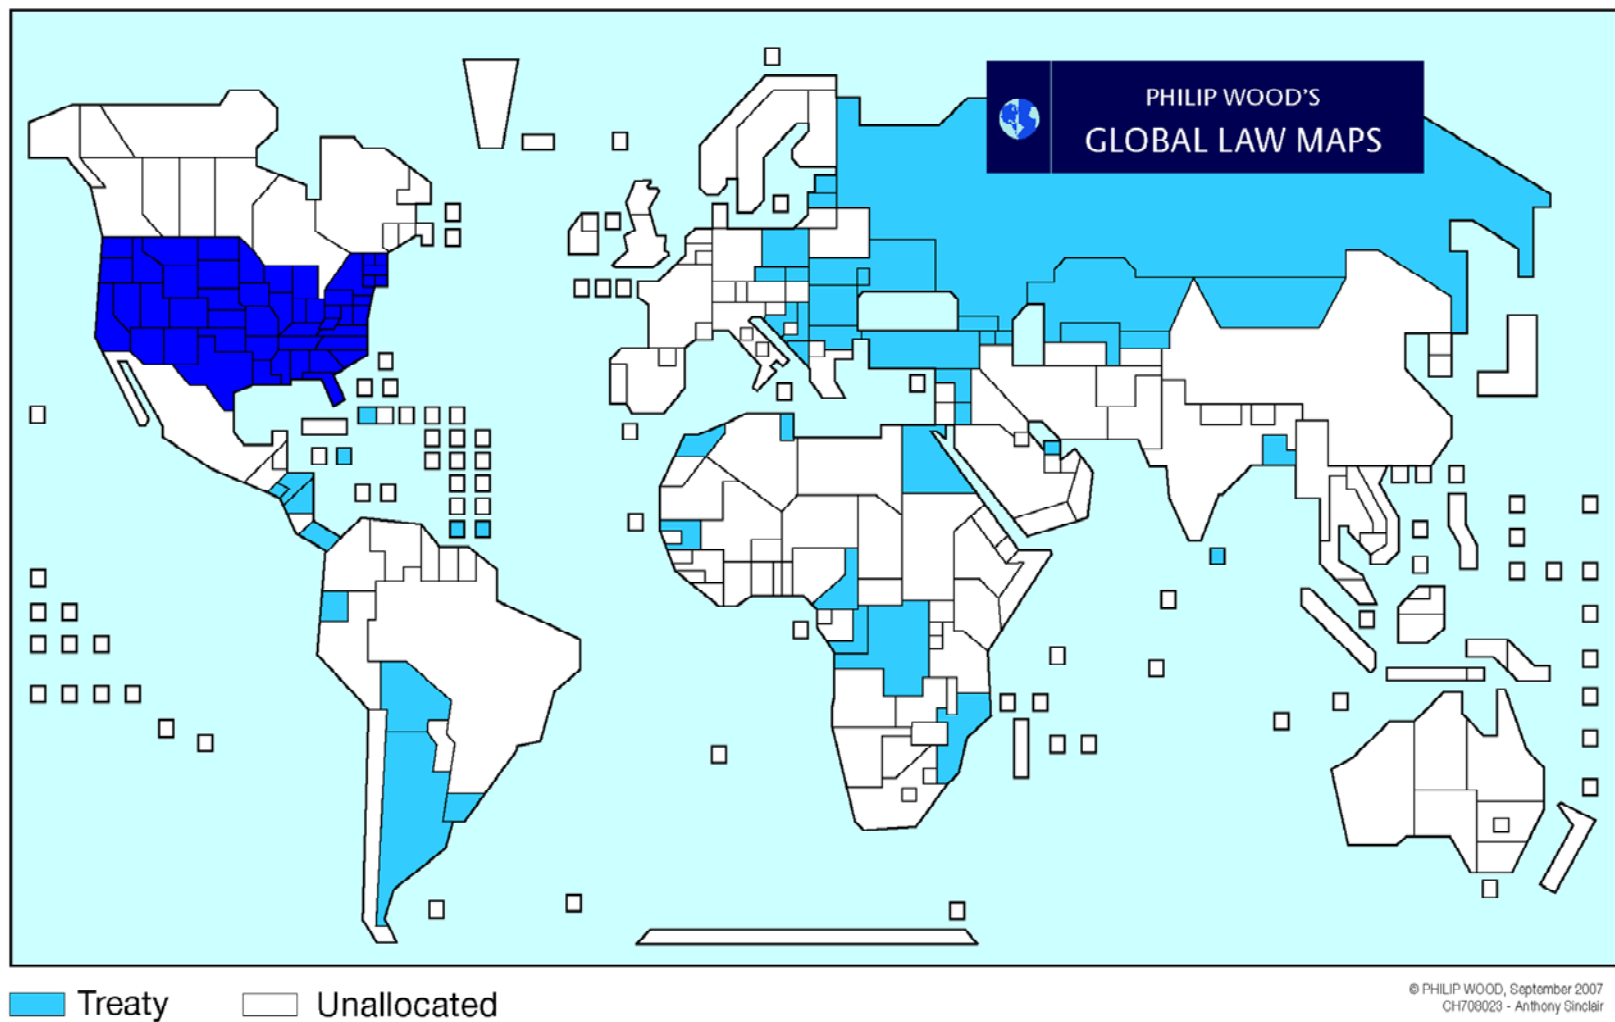 PHILIP WOOD'S
GLOBAL LAW MAPS
Treaty
Unallocated
© PHILIP WOOD, September 2007
CH708023 - Anthony Sinclair